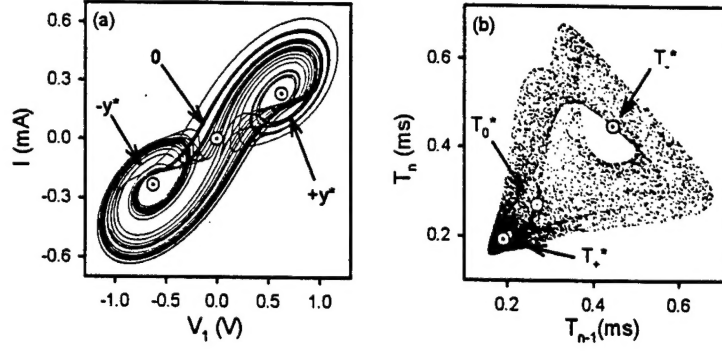 (a)
0.6
0.3
0.0
-0.3
-0.6
I (mA)
-1.0
-0.5
0.0
0.5
1.0
V₁ (V)
0
-y*
+y*
(b)
0.6
0.4
0.2
Tₙ (ms)
0.2
0.4
0.6
Tₙ₋₁(ms)
T₋*
T₀*
T₊*